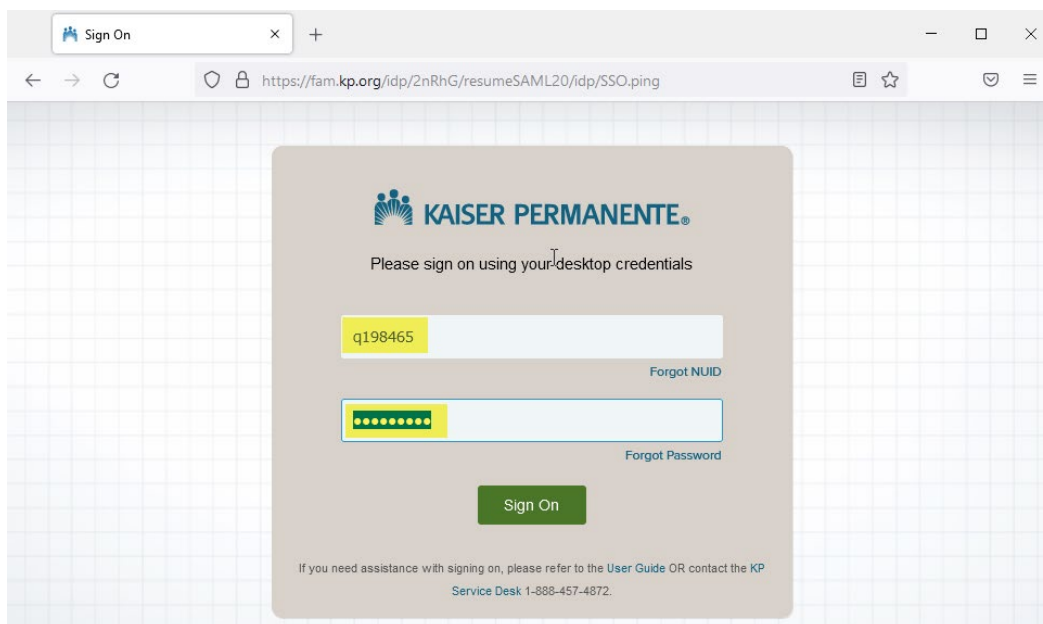 Sign On
https://fam.kp.org/idp/2nRhG/resumeSAML20/idp/SSO.ping
KAISER PERMANENTE®
Please sign on using your desktop credentials
q198465
Forgot NUID
•••••••••
Forgot Password
Sign On
If you need assistance with signing on, please refer to the User Guide OR contact the KP
Service Desk 1-888-457-4872.